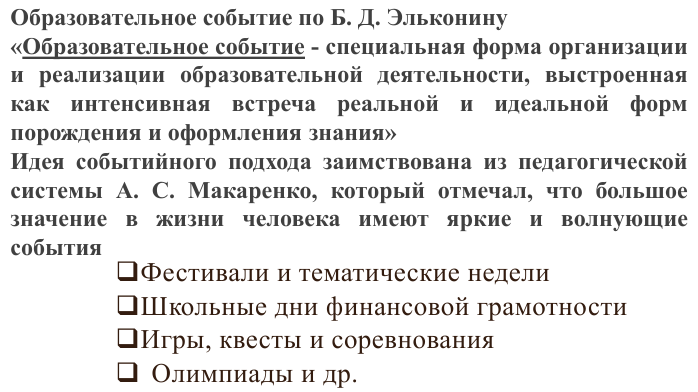 Образовательное событие по Б. Д. Эльконину
«Образовательное событие - специальная форма организации
и реализации образовательной деятельности, выстроенная
как интенсивная встреча реальной и идеальной форм
порождения и оформления знания»
Идея событийного подхода заимствована из педагогической
системы А. С. Макаренко, который отмечал, что большое
значение в жизни человека имеют яркие и волнующие
события
❑Фестивали и тематические недели
❑Школьные дни финансовой грамотности
❑Игры, квесты и соревнования
❑ Олимпиады и др.